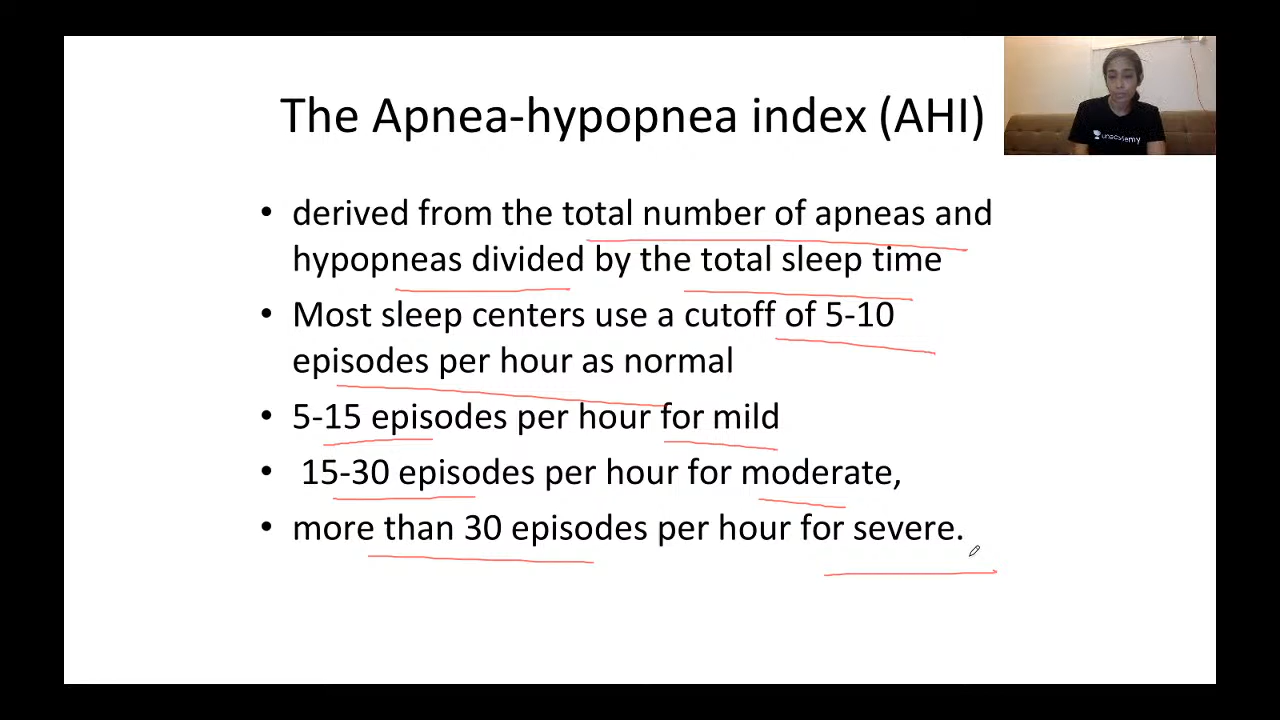 The Apnea-hypopnea index (AHI)
unacademy
• derived from the total number of apneas and
hypopneas divided by the total sleep time
• Most sleep centers use a cutoff of 5-10
episodes per hour as normal
• 5-15 episodes per hour for mild
• 15-30 episodes per hour for moderate,
• more than 30 episodes per hour for severe.